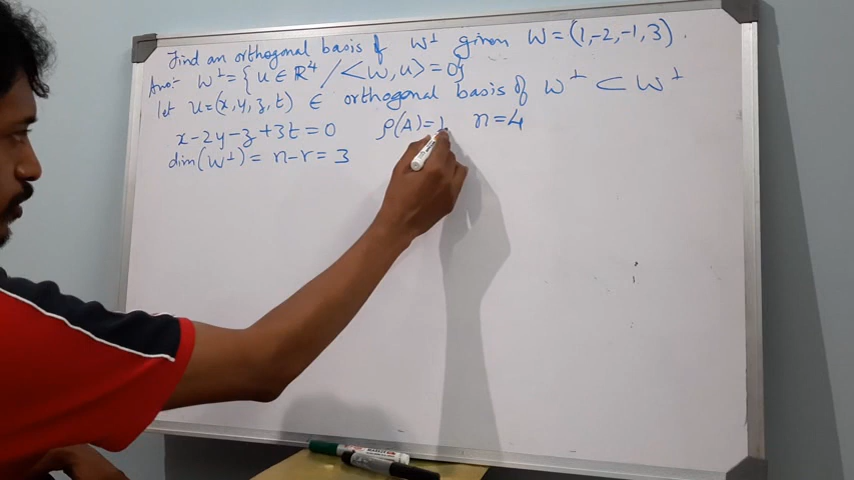 Find an orthogonal basis of W⊥ given W = (1, -2, -1, 3).
Ans:- W⊥ = { u ∈ ℝ⁴ / <w, u> = 0}
let u = (x, y, z, t) ∈ orthogonal basis of W⊥ ⊂ W⊥
x - 2y - z + 3t = 0 ρ(A) = 1 n = 4
dim(W⊥) = n - r = 3